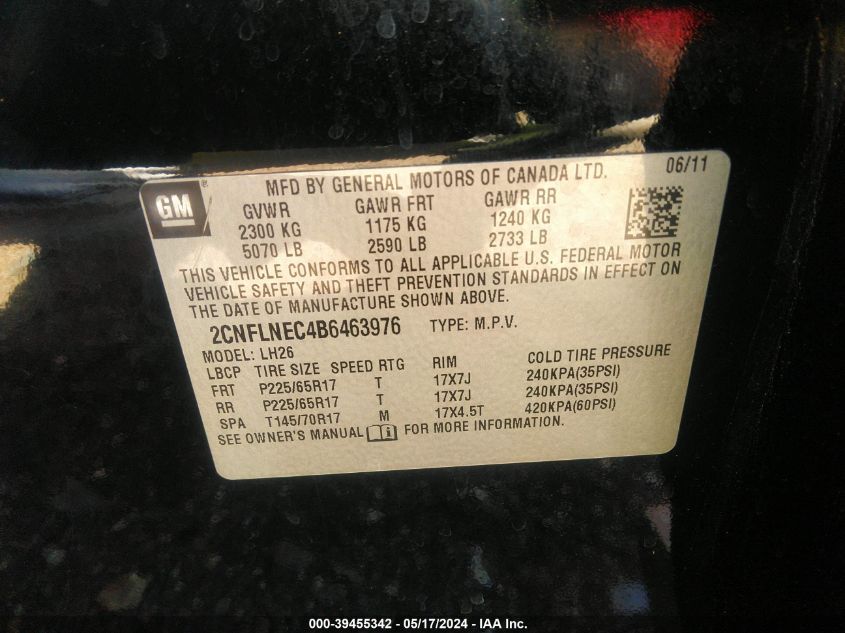 GM ®
MFD BY GENERAL MOTORS OF CANADA LTD. 06/11
GVWR GAWR FRT GAWR RR
2300 KG 1175 KG 1240 KG
5070 LB 2590 LB 2733 LB
THIS VEHICLE CONFORMS TO ALL APPLICABLE U.S. FEDERAL MOTOR
VEHICLE SAFETY AND THEFT PREVENTION STANDARDS IN EFFECT ON
THE DATE OF MANUFACTURE SHOWN ABOVE.
2CNFLNEC4B6463976 TYPE: M.P.V.
MODEL: LH26
LBCP TIRE SIZE SPEED RTG RIM COLD TIRE PRESSURE
FRT P225/65R17 T 17X7J 240KPA(35PSI)
RR P225/65R17 T 17X7J 240KPA(35PSI)
SPA T145/70R17 M 17X4.5T 420KPA(60PSI)
SEE OWNER'S MANUAL FOR MORE INFORMATION.
000-39455342 — 05/17/2024 - IAA Inc.